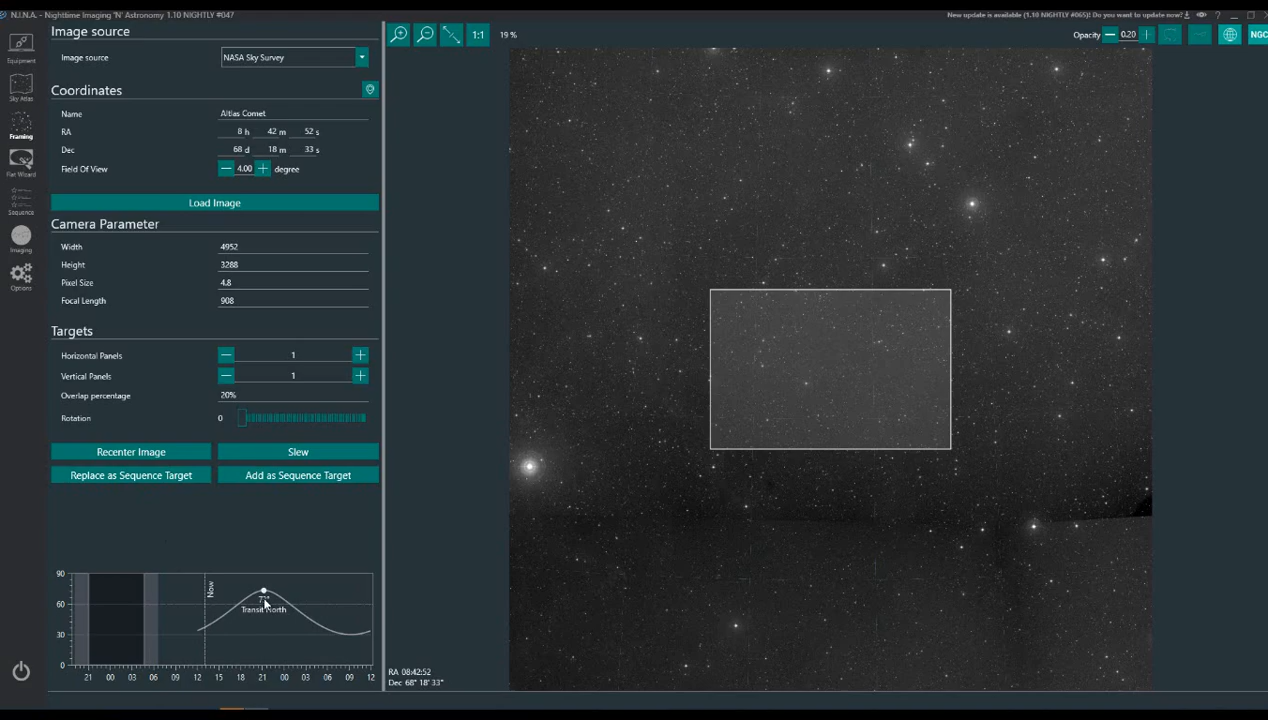 N.I.N.A. - Nighttime Imaging 'N' Astronomy 1.10 NIGHTLY #047
New update is available (1.10 NIGHTLY #065)! Do you want to update now?
?
Equipment
Sky Atlas
Framing
Flat Wizard
Sequence
Imaging
Options
Image source
Image source NASA Sky Survey
Coordinates
Name Altias Comet
RA 8 h 42 m 52 s
Dec 68 d 18 m 33 s
Field Of View 4.00 degree
Load Image
Camera Parameter
Width 4952
Height 3288
Pixel Size 4.8
Focal Length 908
Targets
Horizontal Panels 1
Vertical Panels 1
Overlap percentage 20%
Rotation 0
Recenter Image Slew
Replace as Sequence Target Add as Sequence Target
90
60
30
0
Now
Transit North
21 00 03 06 09 12 15 18 21 00 03 06 09 12
1:1 19 %
Opacity 0.20 NGC
RA 08:42:52
Dec 68° 18' 33"